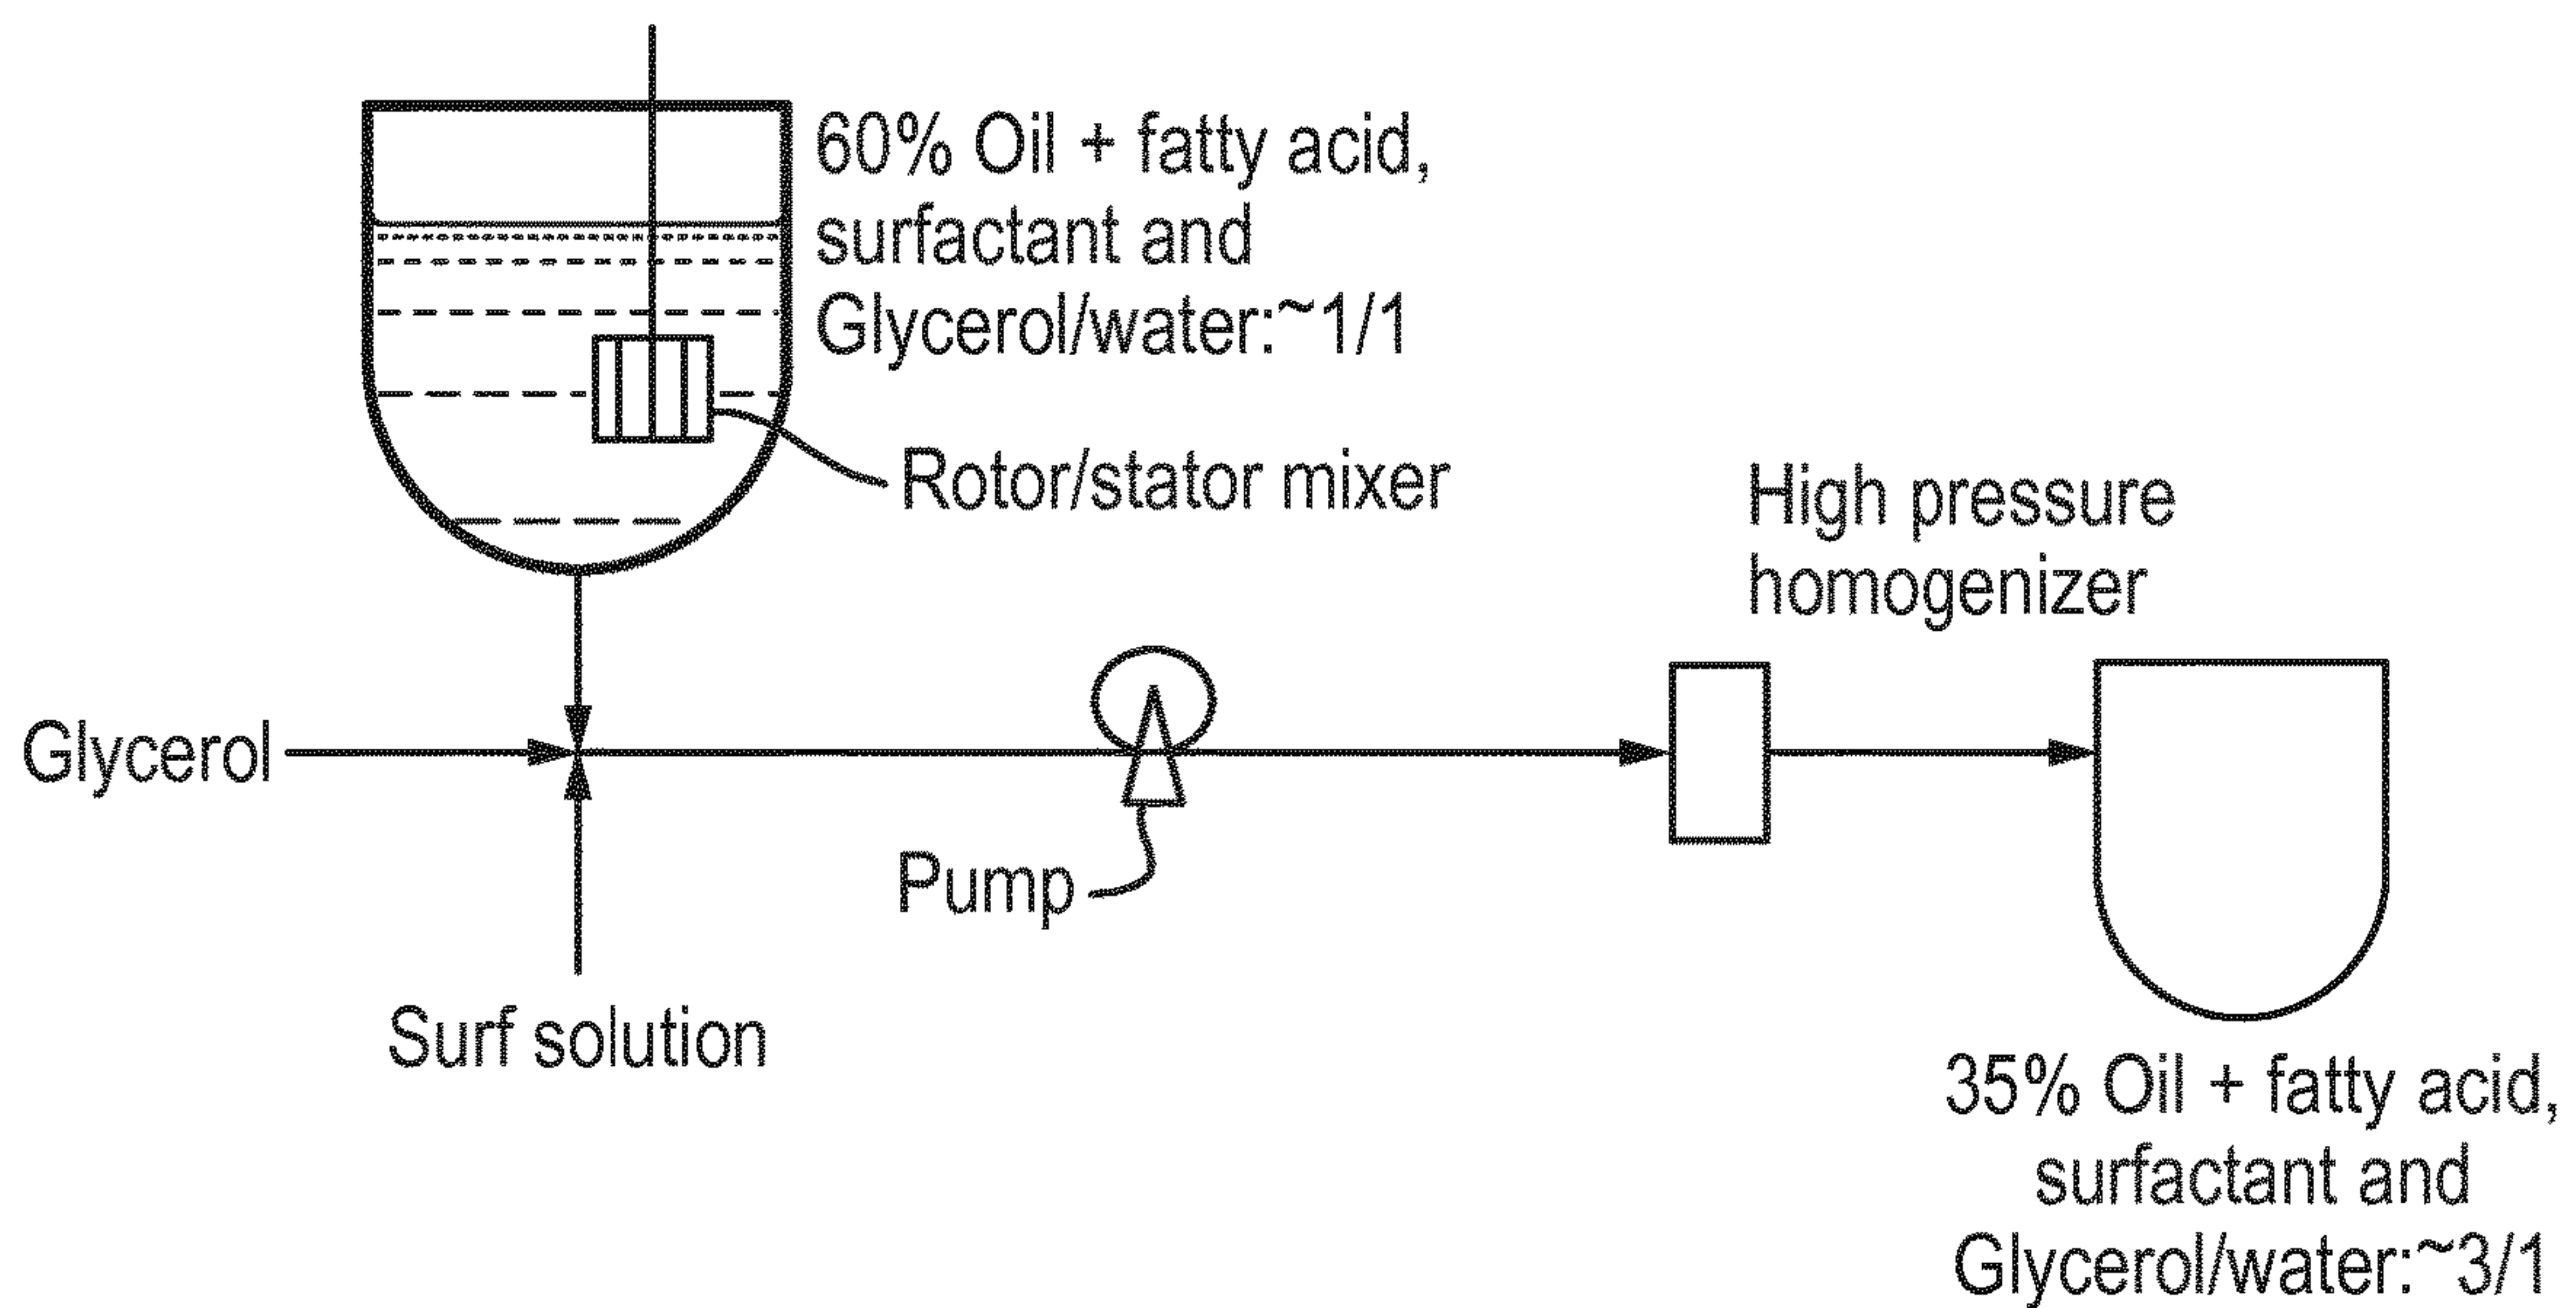 60% Oil + fatty acid,
surfactant and
Glycerol/water:~1/1
Rotor/stator mixer
High pressure
homogenizer
Glycerol
Pump
Surf solution
35% Oil + fatty acid,
surfactant and
Glycerol/water:~3/1